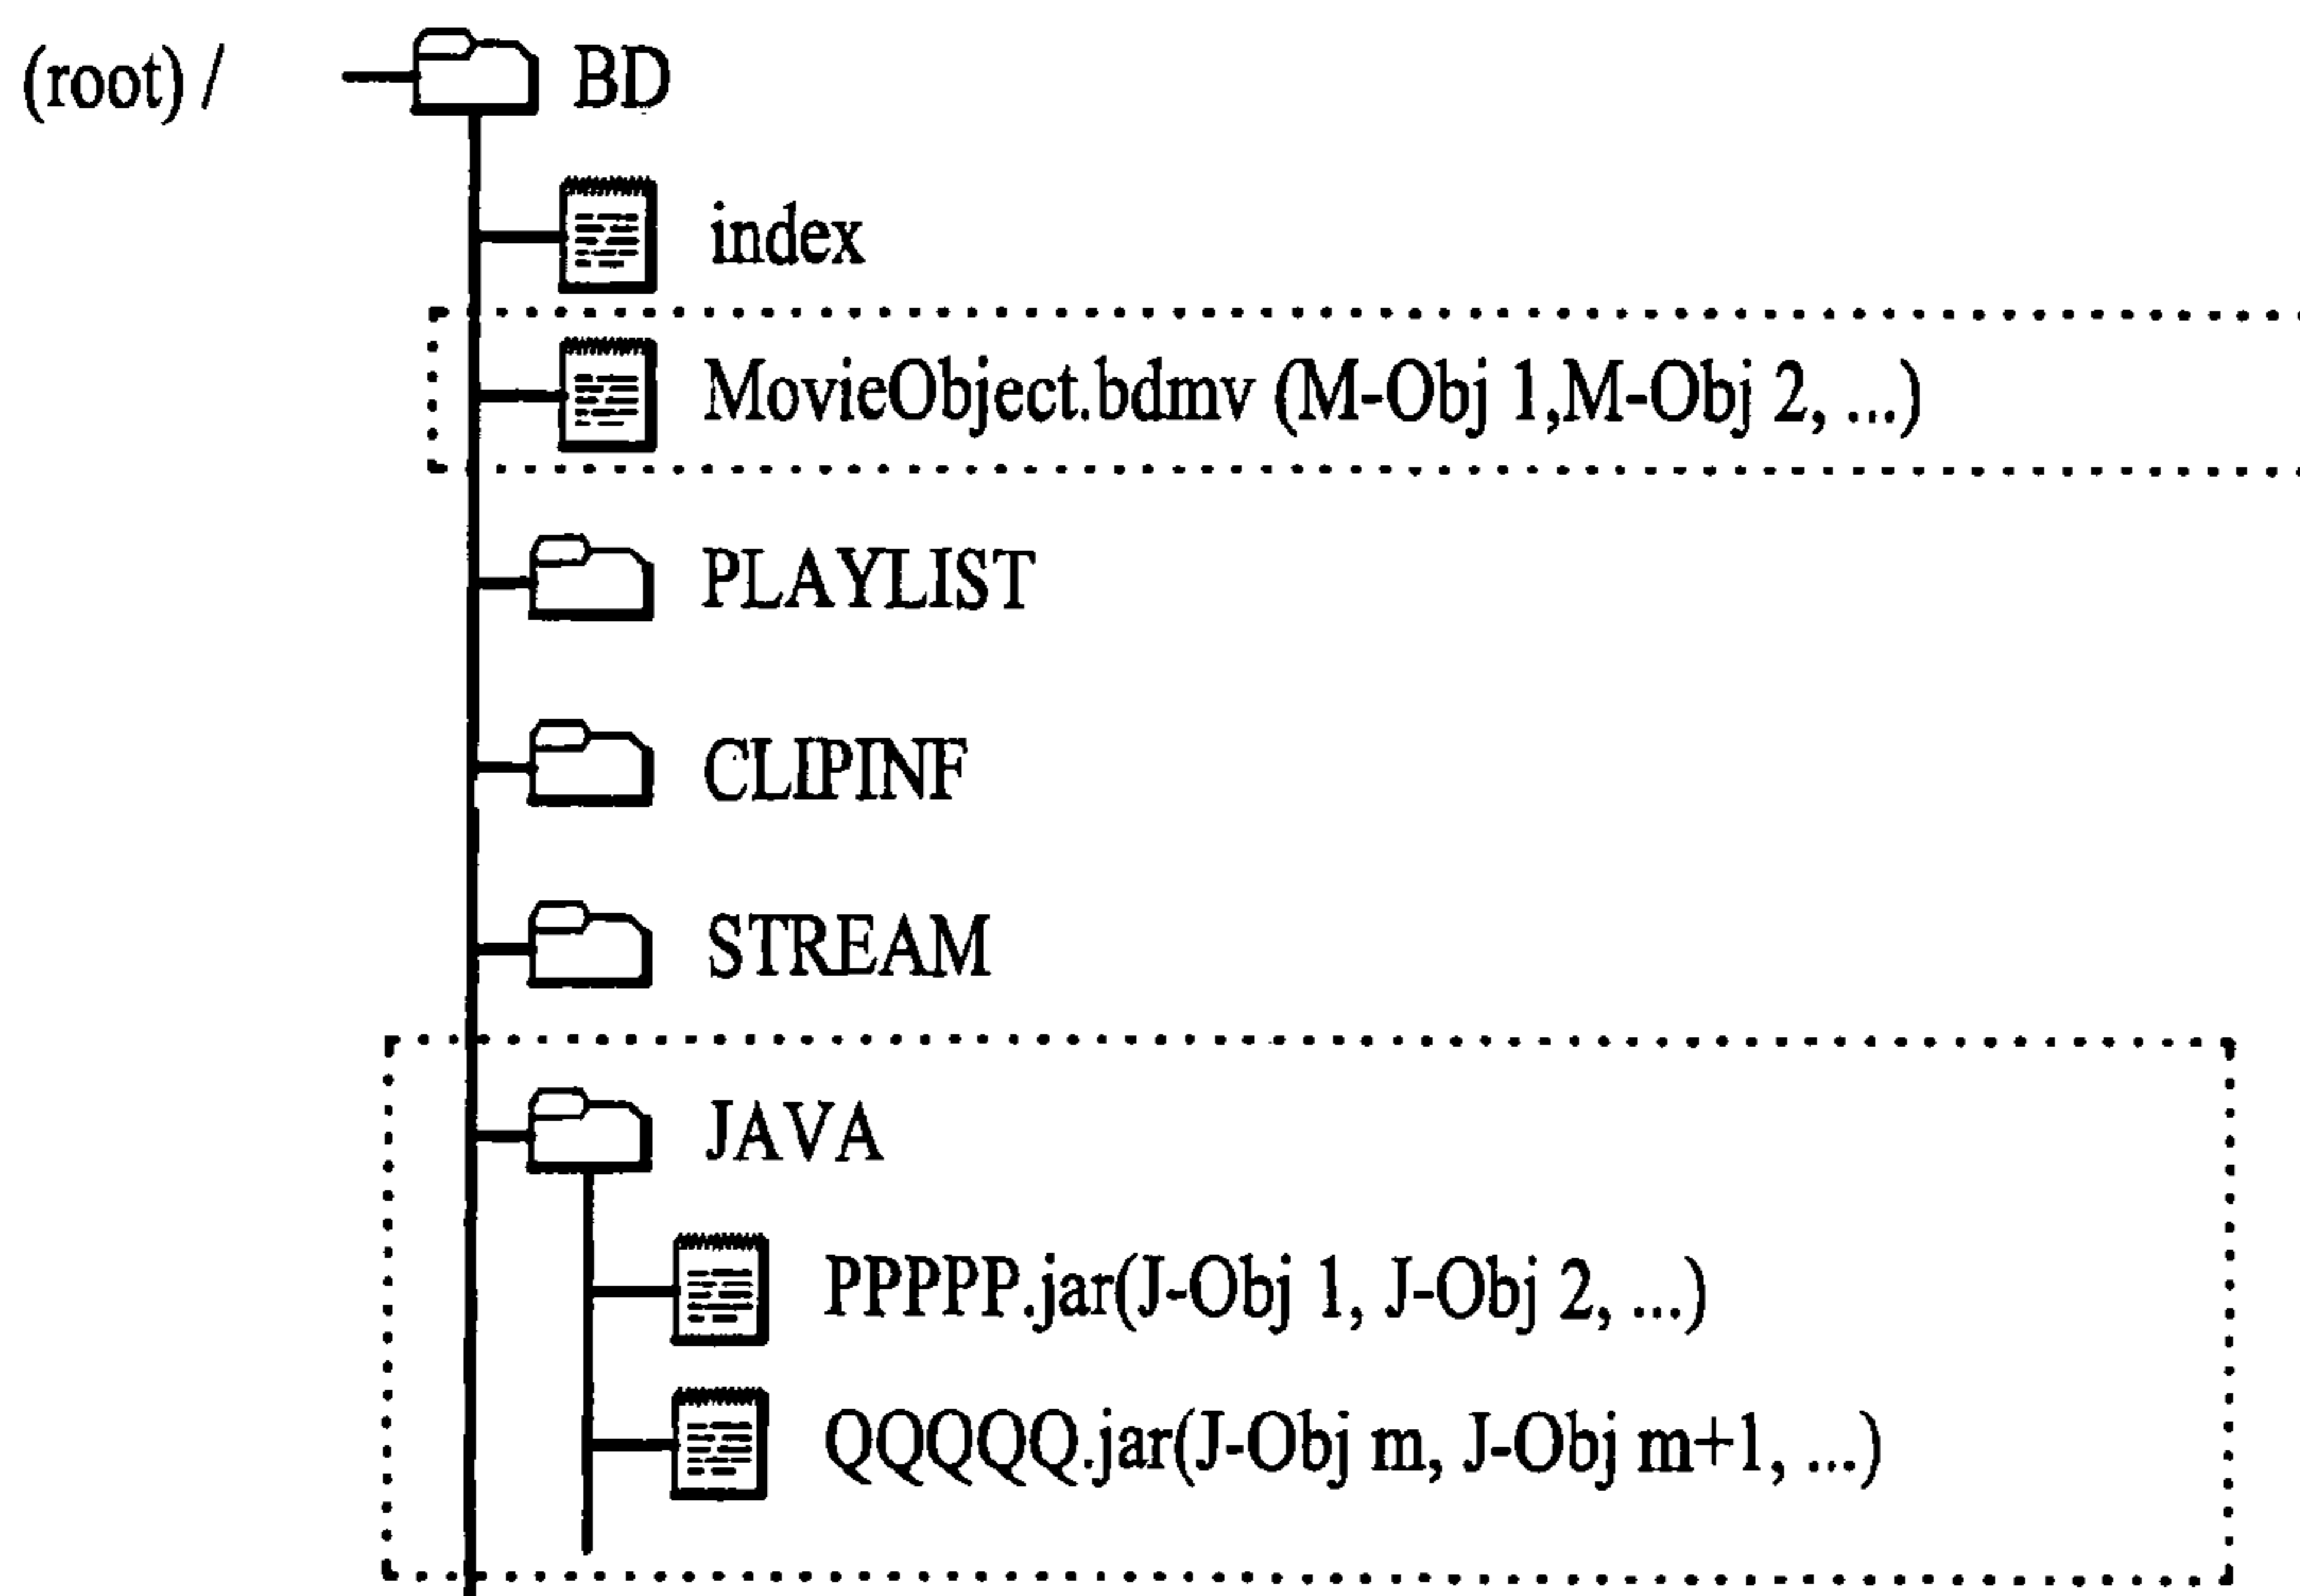 (root) / BD
index
MovieObject.bdmv (M-Obj 1,M-Obj 2, ...)
PLAYLIST
CLIPINF
STREAM
JAVA
PPPPP.jar(J-Obj 1, J-Obj 2, ...)
QQQQQ.jar(J-Obj m, J-Obj m+1, ...)